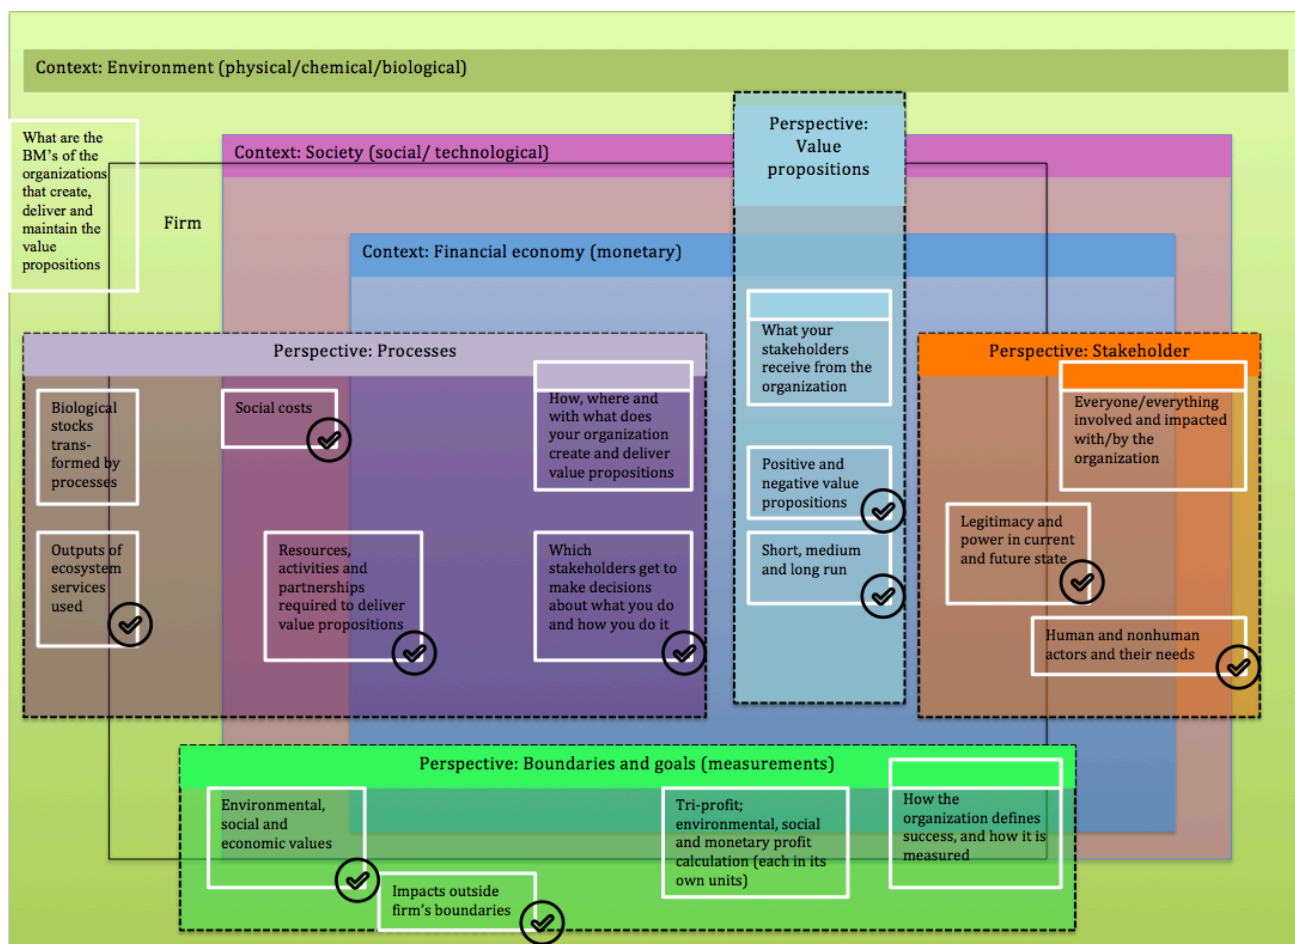 Context: Environment (physical/chemical/biological)
What are the
BM's of the
organizations
that create,
deliver and
maintain the
value
propositions
Firm
Context: Society (social/ technological)
Perspective:
Value
propositions
Context: Financial economy (monetary)
What your
stakeholders
receive from the
organization
Positive and
negative value
propositions
Short, medium
and long run
Perspective: Processes
Biological
stocks
trans-
formed by
processes
Social costs
How, where and
with what does
your organization
create and deliver
value propositions
Outputs of
ecosystem
services
used
Resources,
activities and
partnerships
required to deliver
value propositions
Which
stakeholders get to
make decisions
about what you do
and how you do it
Perspective: Stakeholder
Everyone/everything
involved and impacted
with/by the
organization
Legitimacy and
power in current
and future state
Human and nonhuman
actors and their needs
Perspective: Boundaries and goals (measurements)
Environmental,
social and
economic values
Impacts outside
firm's boundaries
Tri-profit;
environmental, social
and monetary profit
calculation (each in its
own units)
How the
organization defines
success, and how it is
measured